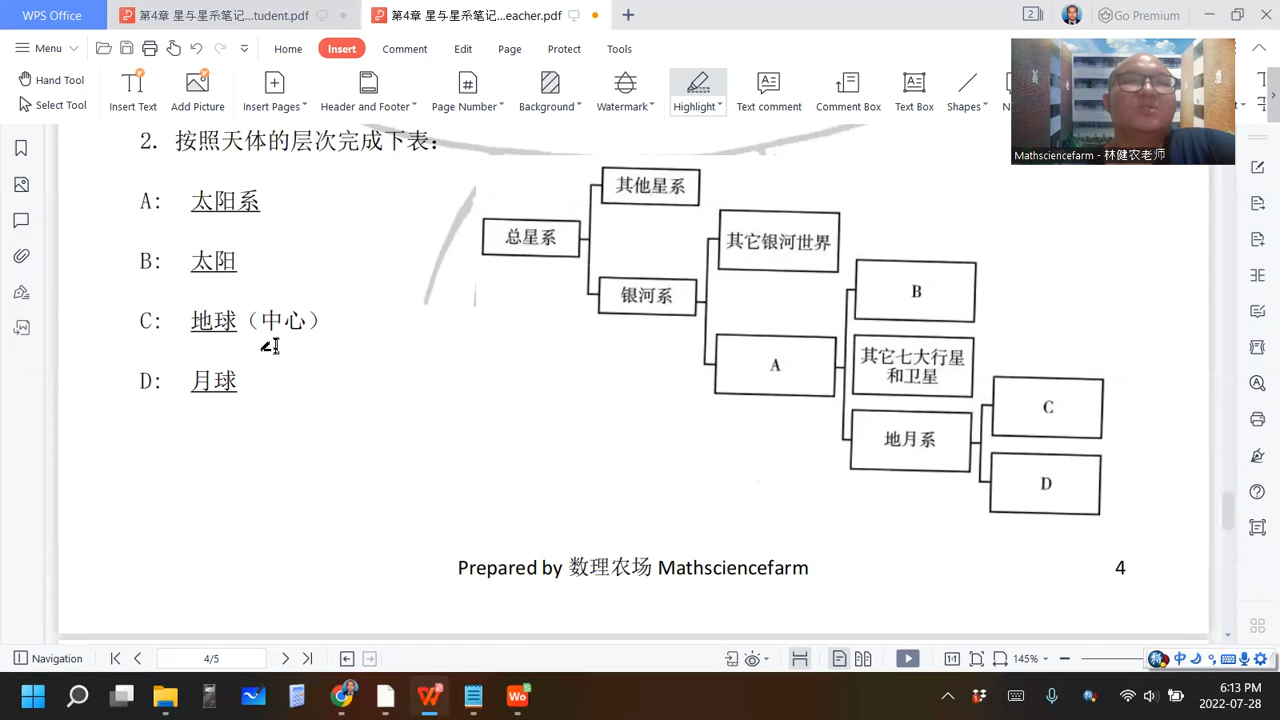 WPS Office
第4章 星与星系笔记...tudent.pdf
第4章 星与星系笔记...eacher.pdf
2
Go Premium
Menu
Home
Insert
Comment
Edit
Page
Protect
Tools
Hand Tool
Select Tool
Insert Text
Add Picture
Insert Pages
Header and Footer
Page Number
Background
Watermark
Highlight
Text comment
Comment Box
Text Box
Shapes
Mathsciencefarm - 林健农老师
2. 按照天体的层次完成下表：
A: 太阳系
B: 太阳
C: 地球（中心）
D: 月球
总星系
其他星系
银河系
其它银河世界
A
B
其它七大行星
和卫星
地月系
C
D
Prepared by 数理农场 Mathsciencefarm
4
Navigation
4/5
145%
中
6:13 PM
2022-07-28